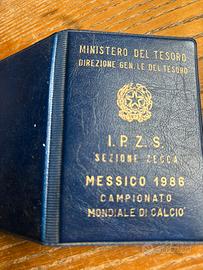 MINISTERO DEL TESORO
DIREZIONE GEN/LE DEL TESORO
I.P.Z.S.
SEZIONE ZECCA
MESSICO 1986
CAMPIONATO
MONDIALE DI CALCIO